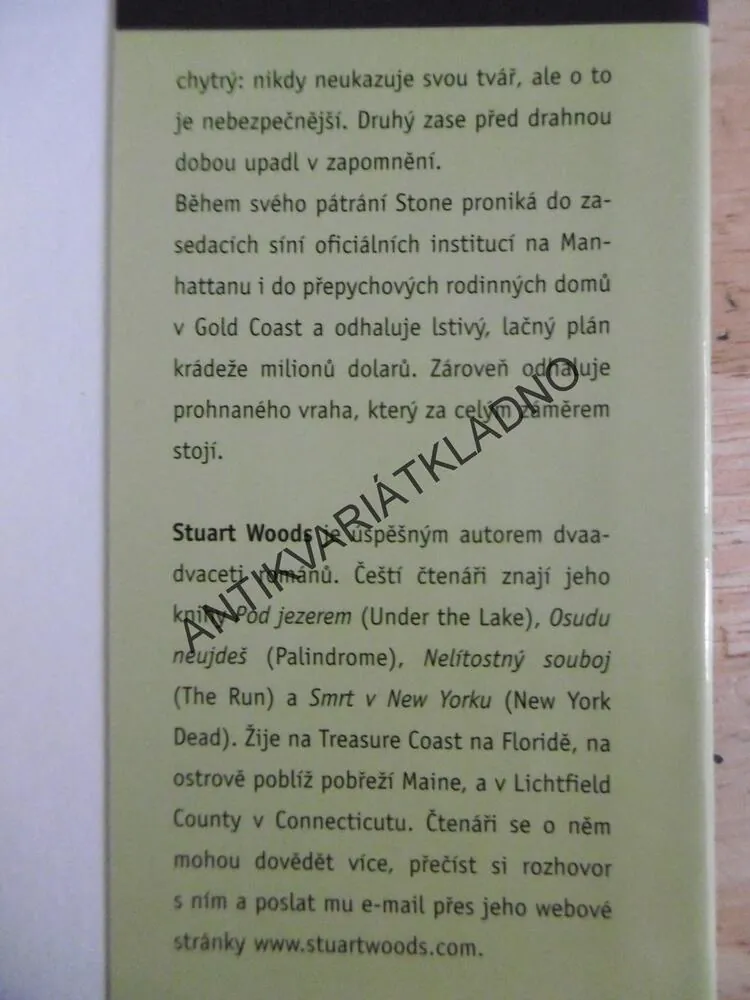 chytrý: nikdy neukazuje svou tvář, ale o to
je nebezpečnější. Druhý zase před drahnou
dobou upadl v zapomnění.
Během svého pátrání Stone proniká do za-
sedacích síní oficiálních institucí na Man-
hattanu i do přepychových rodinných domů
v Gold Coast a odhaluje lstivý, lačný plán
krádeže milionů dolarů. Zároveň odhaluje
prohnaného vraha, který za celým záměrem
stojí.
Stuart Woods je úspěšným autorem dvaa-
dvaceti románů. Čeští čtenáři znají jeho
knihy Pod jezerem (Under the Lake), Osudu
neujdeš (Palindrome), Nelítostný souboj
(The Run) a Smrt v New Yorku (New York
Dead). Žije na Treasure Coast na Floridě, na
ostrově poblíž pobřeží Maine, a v Lichtfield
County v Connecticutu. Čtenáři se o něm
mohou dovědět více, přečíst si rozhovor
s ním a poslat mu e-mail přes jeho webové
stránky www.stuartwoods.com.
ANTIKVARIÁTKLADNO